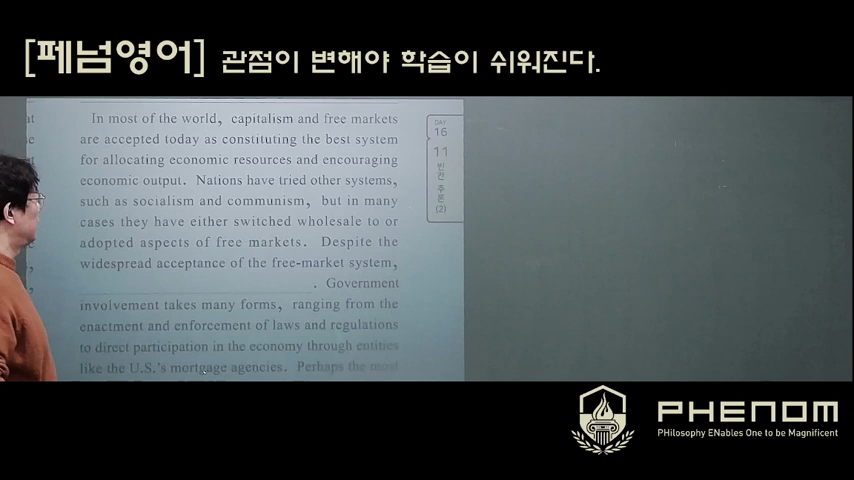 [페넘영어] 관점이 변해야 학습이 쉬워진다.
In most of the world, capitalism and free markets
are accepted today as constituting the best system
for allocating economic resources and encouraging
economic output. Nations have tried other systems,
such as socialism and communism, but in many
cases they have either switched wholesale to or
adopted aspects of free markets. Despite the
widespread acceptance of the free-market system,
. Government
involvement takes many forms, ranging from the
enactment and enforcement of laws and regulations
to direct participation in the economy through entities
like the U.S.'s mortgage agencies. Perhaps the most
DAY
16
11
빈
칸
추
론
(2)
PHENOM
PHilosophy ENables One to be Magnificent